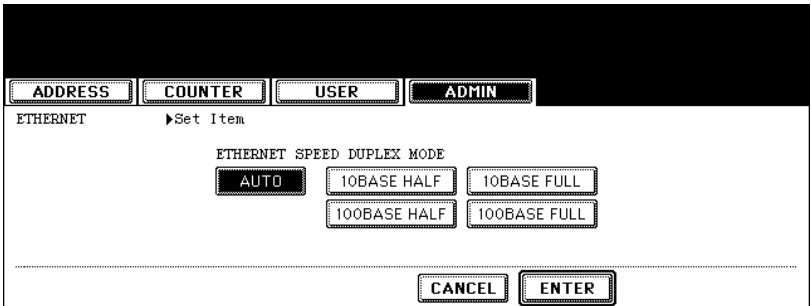 ADDRESS COUNTER USER ADMIN
ETHERNET ▶Set Item
ETHERNET SPEED DUPLEX MODE
AUTO 10BASE HALF 10BASE FULL
100BASE HALF 100BASE FULL
CANCEL ENTER